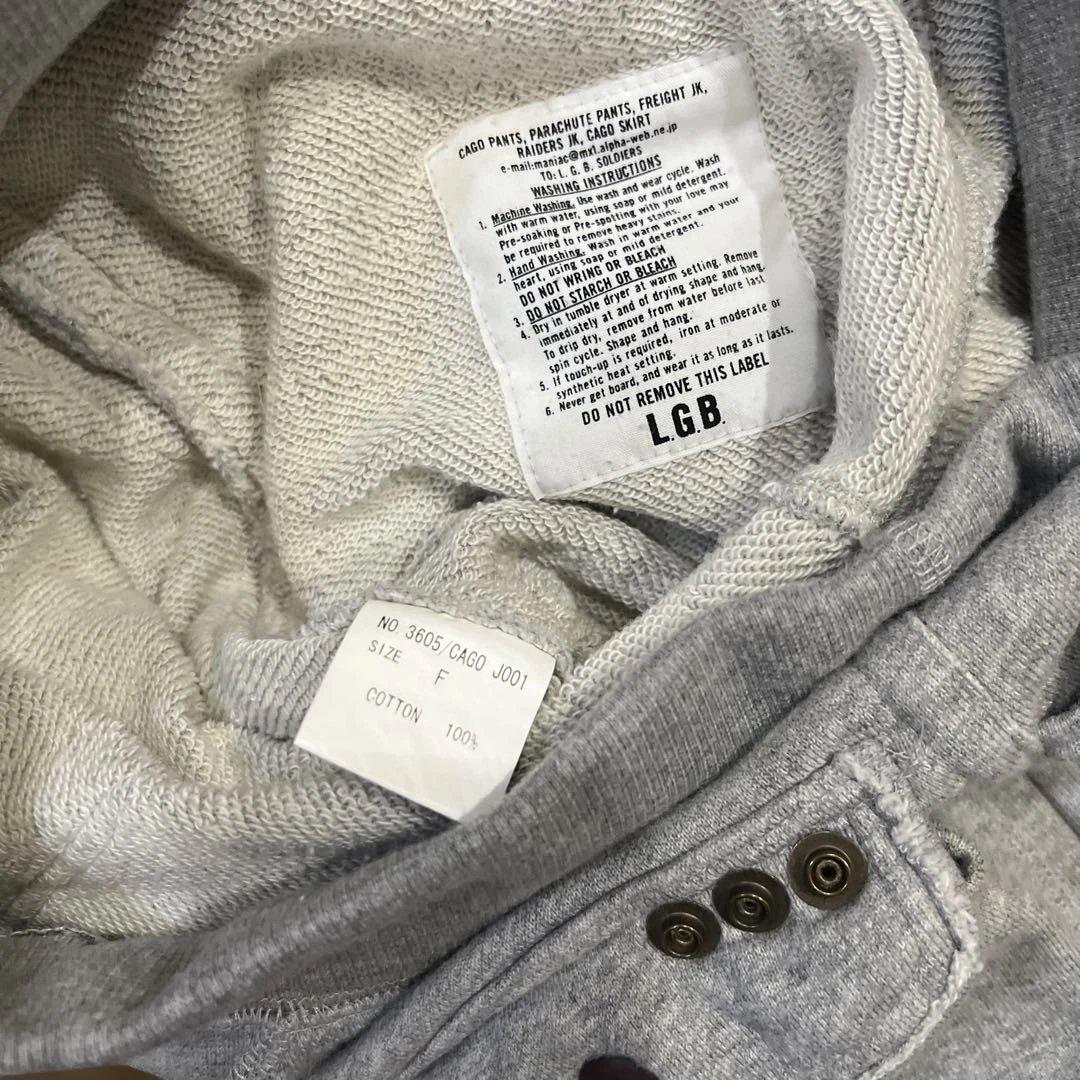 CAGO PANTS, PARACHUTE PANTS, FREIGHT JK,
RAIDERS JK, CAGO SKIRT
e-mail:maniac@mx1.alpha-web.ne.jp
TO: L. G. B. SOLDIERS
WASHING INSTRUCTIONS
1. Machine Washing. Use wash and wear cycle. Wash
with warm water, using soap or mild detergent.
Pre-soaking or Pre-spotting with your love may
be required to remove heavy stains.
2. Hand Washing. Wash in warm water and your
heart, using soap or mild detergent.
DO NOT WRING OR BLEACH
3. DO NOT STARCH OR BLEACH
4. Dry in tumble dryer at warm setting. Remove
immediately at and of drying shape and hang.
To drip dry, remove from water before last
spin cycle. Shape and hang.
5. If touch-up is required, iron at moderate or
synthetic heat setting.
6. Never get board, and wear it as long as it lasts.
DO NOT REMOVE THIS LABEL
L.G.B.
NO. 3605/CAGO J001
SIZE F
COTTON 100%